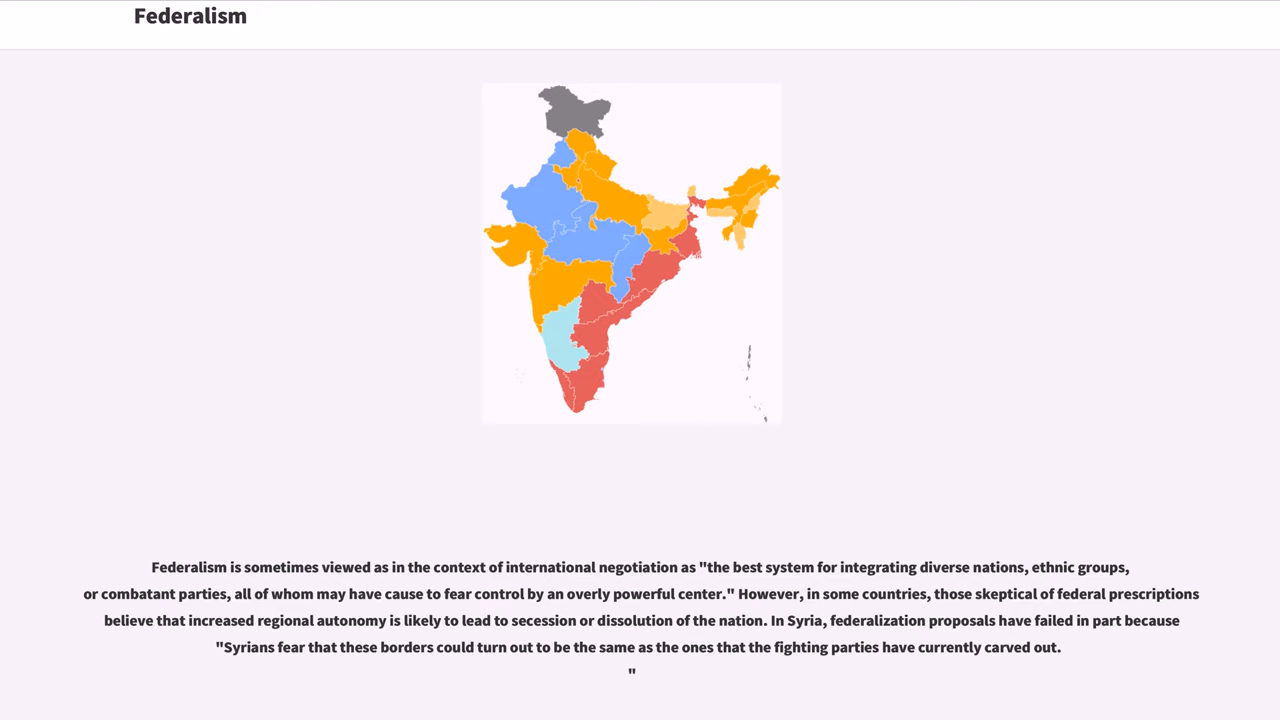 Federalism
Federalism is sometimes viewed as in the context of international negotiation as "the best system for integrating diverse nations, ethnic groups,
or combatant parties, all of whom may have cause to fear control by an overly powerful center." However, in some countries, those skeptical of federal prescriptions
believe that increased regional autonomy is likely to lead to secession or dissolution of the nation. In Syria, federalization proposals have failed in part because
"Syrians fear that these borders could turn out to be the same as the ones that the fighting parties have currently carved out.
"